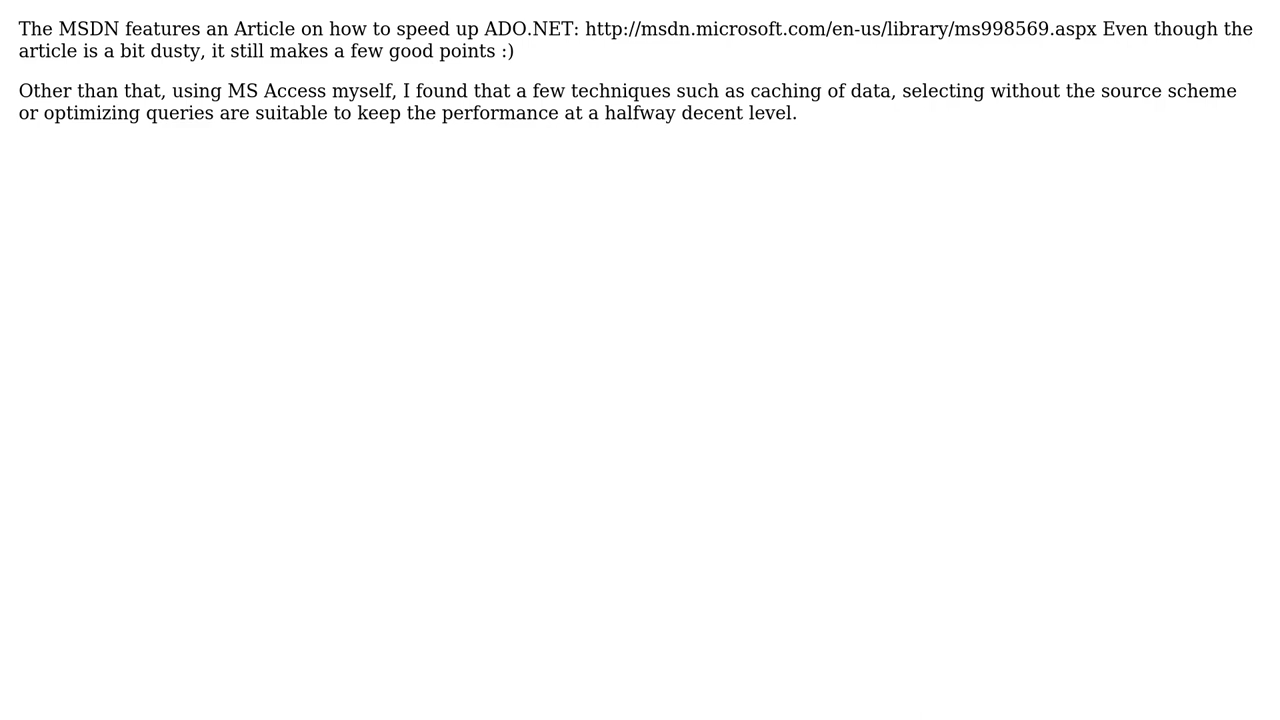 The MSDN features an Article on how to speed up ADO.NET: http://msdn.microsoft.com/en-us/library/ms998569.aspx Even though the
article is a bit dusty, it still makes a few good points :)
Other than that, using MS Access myself, I found that a few techniques such as caching of data, selecting without the source scheme
or optimizing queries are suitable to keep the performance at a halfway decent level.